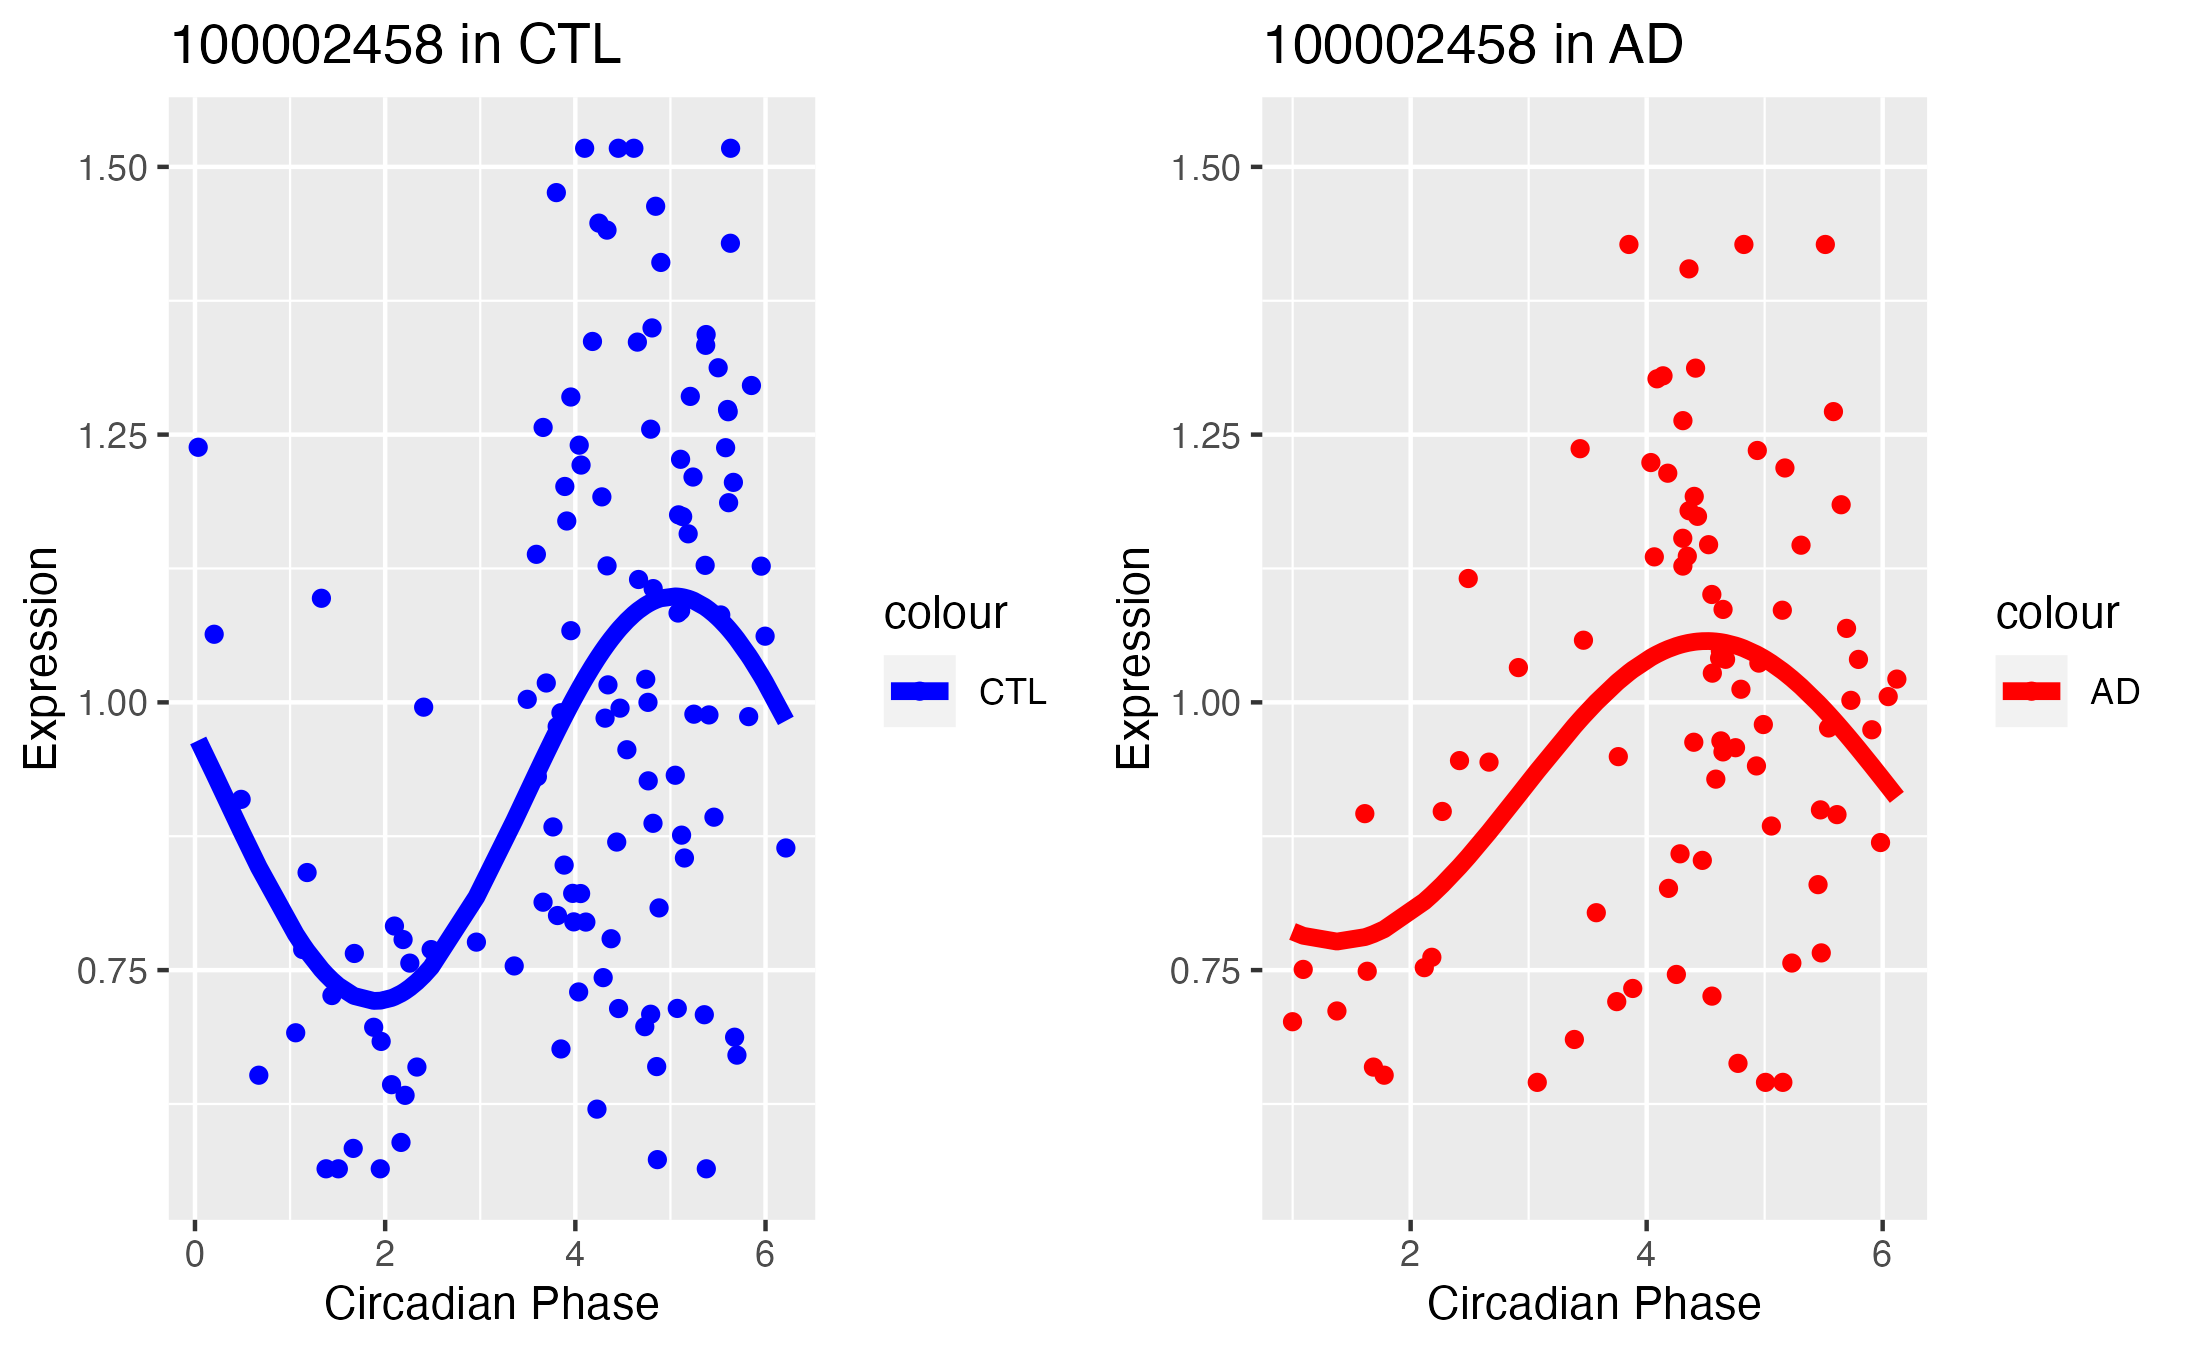 100002458 in CTL
Expression
1.50
1.25
1.00
0.75
0
2
4
6
Circadian Phase
colour
CTL
100002458 in AD
Expression
1.50
1.25
1.00
0.75
2
4
6
Circadian Phase
colour
AD